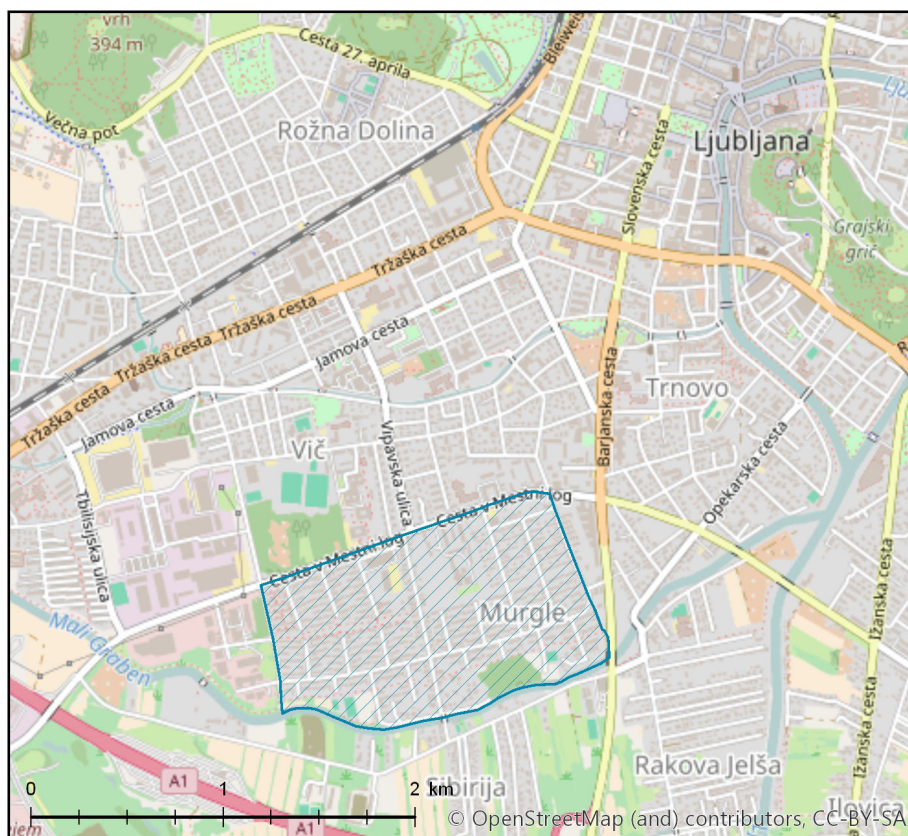 vrh
394 m
Cesta 27. aprila
Večna pot
Rožna Dolina
Ljubljana
Slovenska cesta
Grajski
grič
Tržaška cesta
Tržaška cesta
Tržaška cesta
Tržaška cesta
Jamova cesta
Jamova cesta
Trnovo
Barjanska cesta
Vič
Vipavska ulica
Opekarska cesta
Tbilisijska ulica
Cesta v Mestni log
Cesta v Mestni log
Murgle
Mali Graben
Ižanska cesta
Ižanska cesta
A1
A1
Sibirija
Rakova Jelša
Ilovica
0 1 2 km
© OpenStreetMap (and) contributors, CC-BY-SA